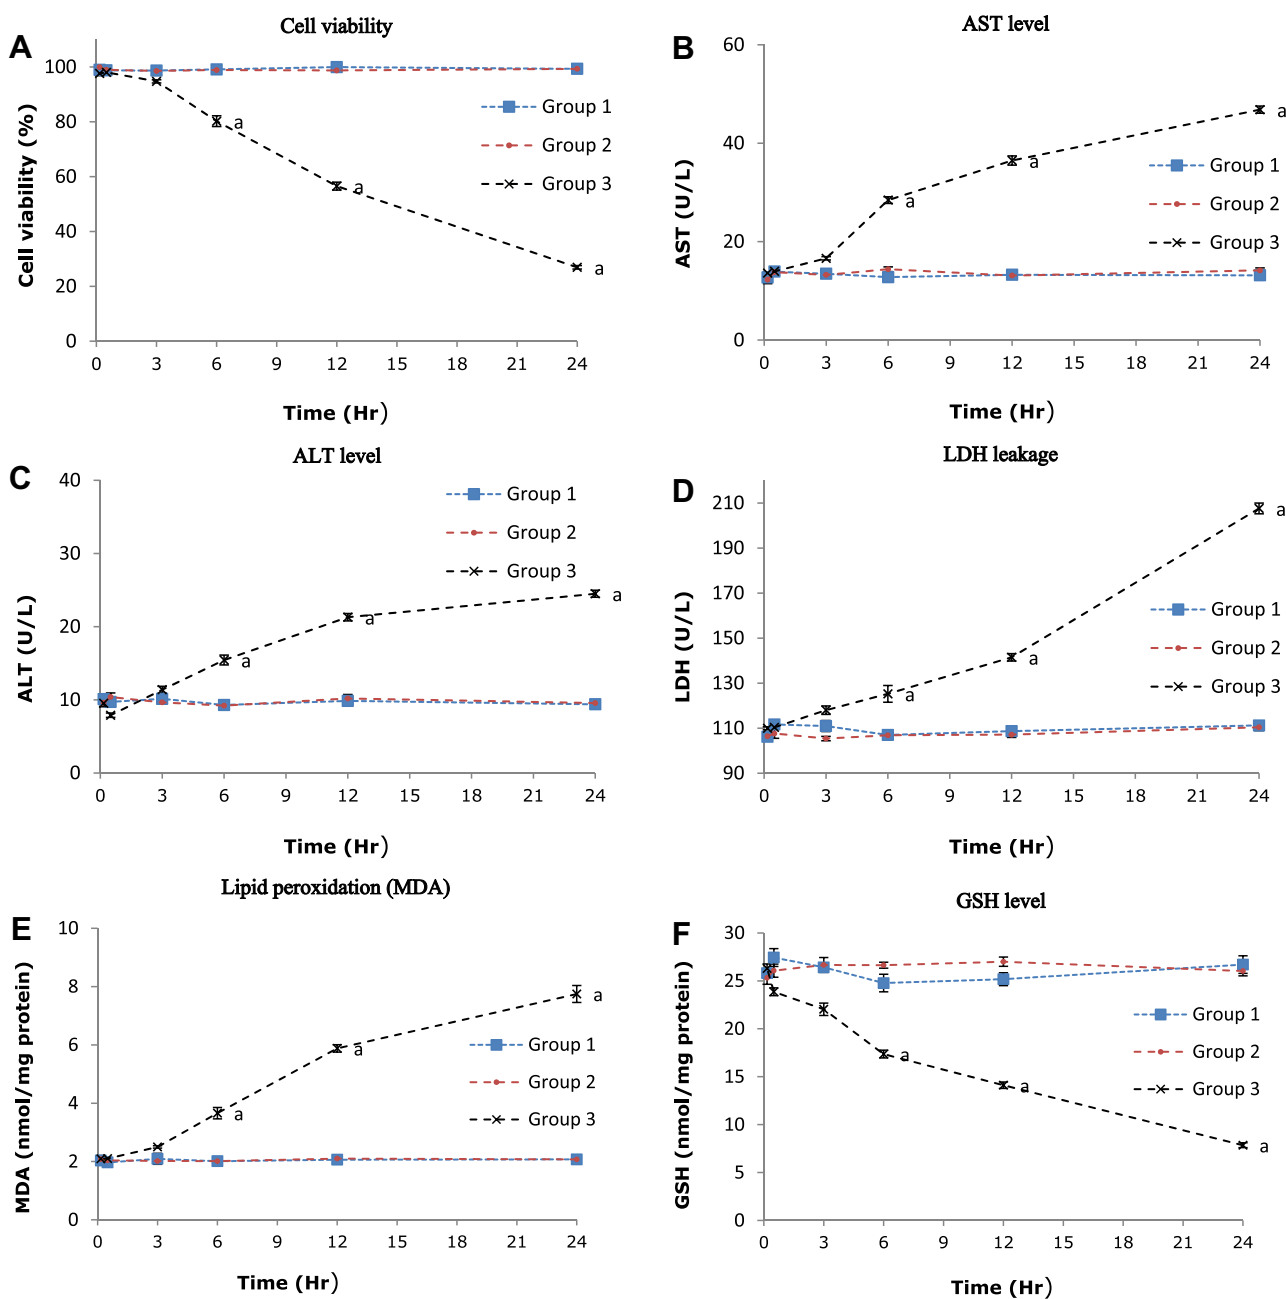 Cell viability
A
Cell viability (%)
100
80
60
40
20
0
a
a
a
Group 1
Group 2
Group 3
0 3 6 9 12 15 18 21 24
Time (Hr)
AST level
B
AST (U/L)
60
40
20
0
a
a
a
Group 1
Group 2
Group 3
0 3 6 9 12 15 18 21 24
Time (Hr)
ALT level
C
ALT (U/L)
40
30
20
10
0
a
a
a
Group 1
Group 2
Group 3
0 3 6 9 12 15 18 21 24
Time (Hr)
LDH leakage
D
LDH (U/L)
210
190
170
150
130
110
90
a
a
a
Group 1
Group 2
Group 3
0 3 6 9 12 15 18 21 24
Time (Hr)
Lipid peroxidation (MDA)
E
MDA (nmol/mg protein)
10
8
6
4
2
0
a
a
a
Group 1
Group 2
Group 3
0 3 6 9 12 15 18 21 24
Time (Hr)
GSH level
F
GSH (nmol/mg protein)
30
25
20
15
10
5
0
a
a
a
Group 1
Group 2
Group 3
0 3 6 9 12 15 18 21 24
Time (Hr)